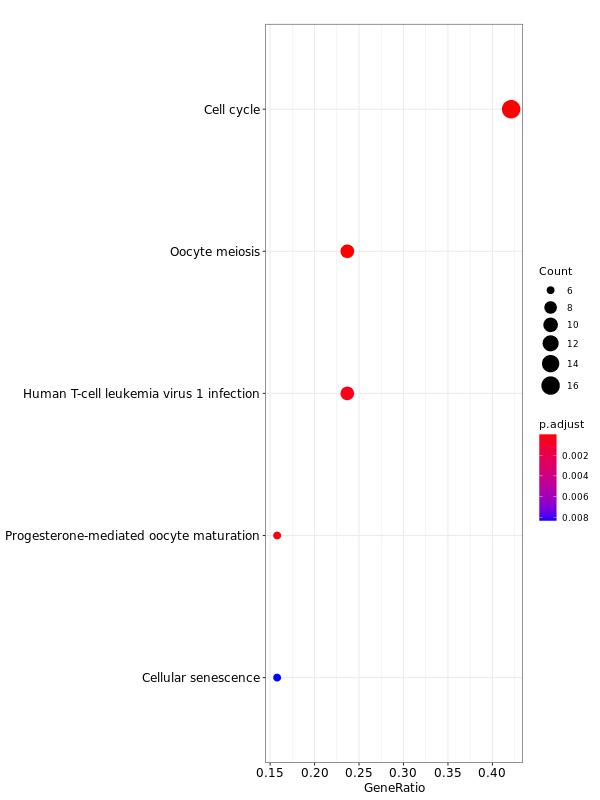 Cell cycle
Oocyte meiosis
Human T-cell leukemia virus 1 infection
Progesterone-mediated oocyte maturation
Cellular senescence
0.15 0.20 0.25 0.30 0.35 0.40
GeneRatio
Count
6
8
10
12
14
16
p.adjust
0.002
0.004
0.006
0.008